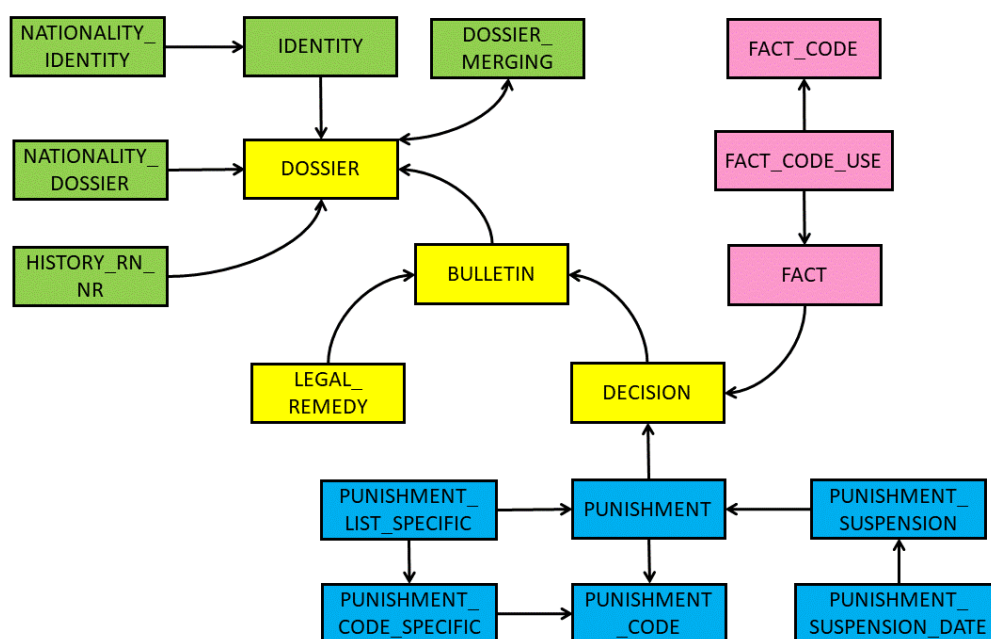 NATIONALITY_
IDENTITY
IDENTITY
DOSSIER_
MERGING
FACT_CODE
NATIONALITY_
DOSSIER
DOSSIER
FACT_CODE_USE
HISTORY_RN_
NR
BULLETIN
FACT
LEGAL_
REMEDY
DECISION
PUNISHMENT_
LIST_SPECIFIC
PUNISHMENT
PUNISHMENT_
SUSPENSION
PUNISHMENT_
CODE_SPECIFIC
PUNISHMENT
_CODE
PUNISHMENT_
SUSPENSION_DATE